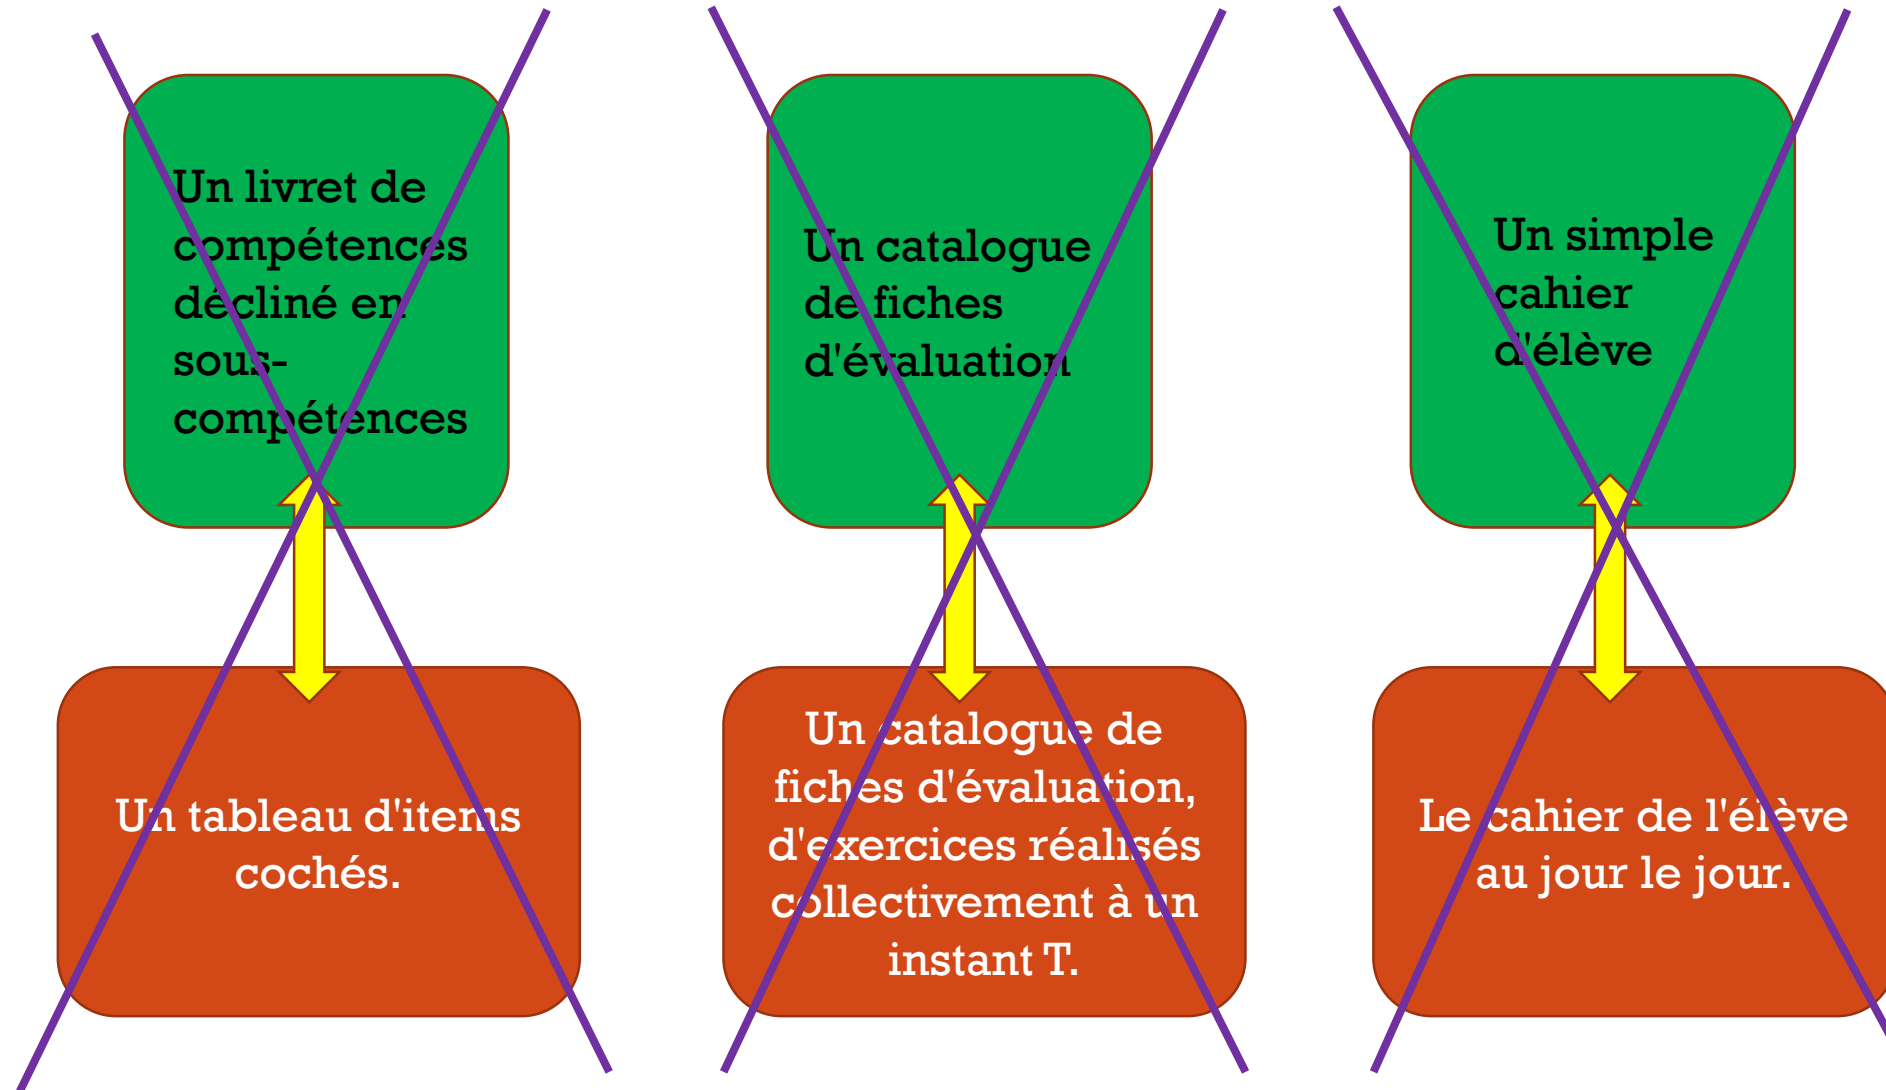 Un livret de
compétences
décliné en
sous-
compétences
Un catalogue
de fiches
d'évaluation
Un simple
cahier
d'élève
Un tableau d'items
cochés.
Un catalogue de
fiches d'évaluation,
d'exercices réalisés
collectivement à un
instant T.
Le cahier de l'élève
au jour le jour.